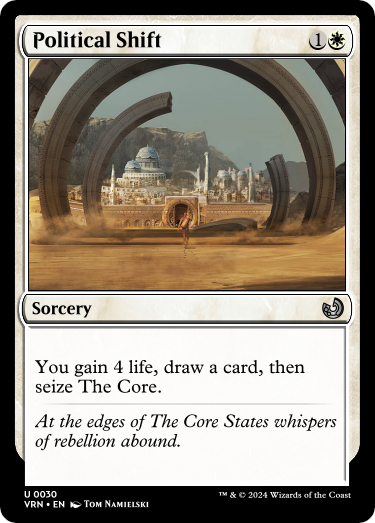 Political Shift 1
Sorcery
You gain 4 life, draw a card, then
seize The Core.
At the edges of The Core States whispers
of rebellion abound.
U 0030
VRN • EN Tom Namielski
™ & © 2024 Wizards of the Coast